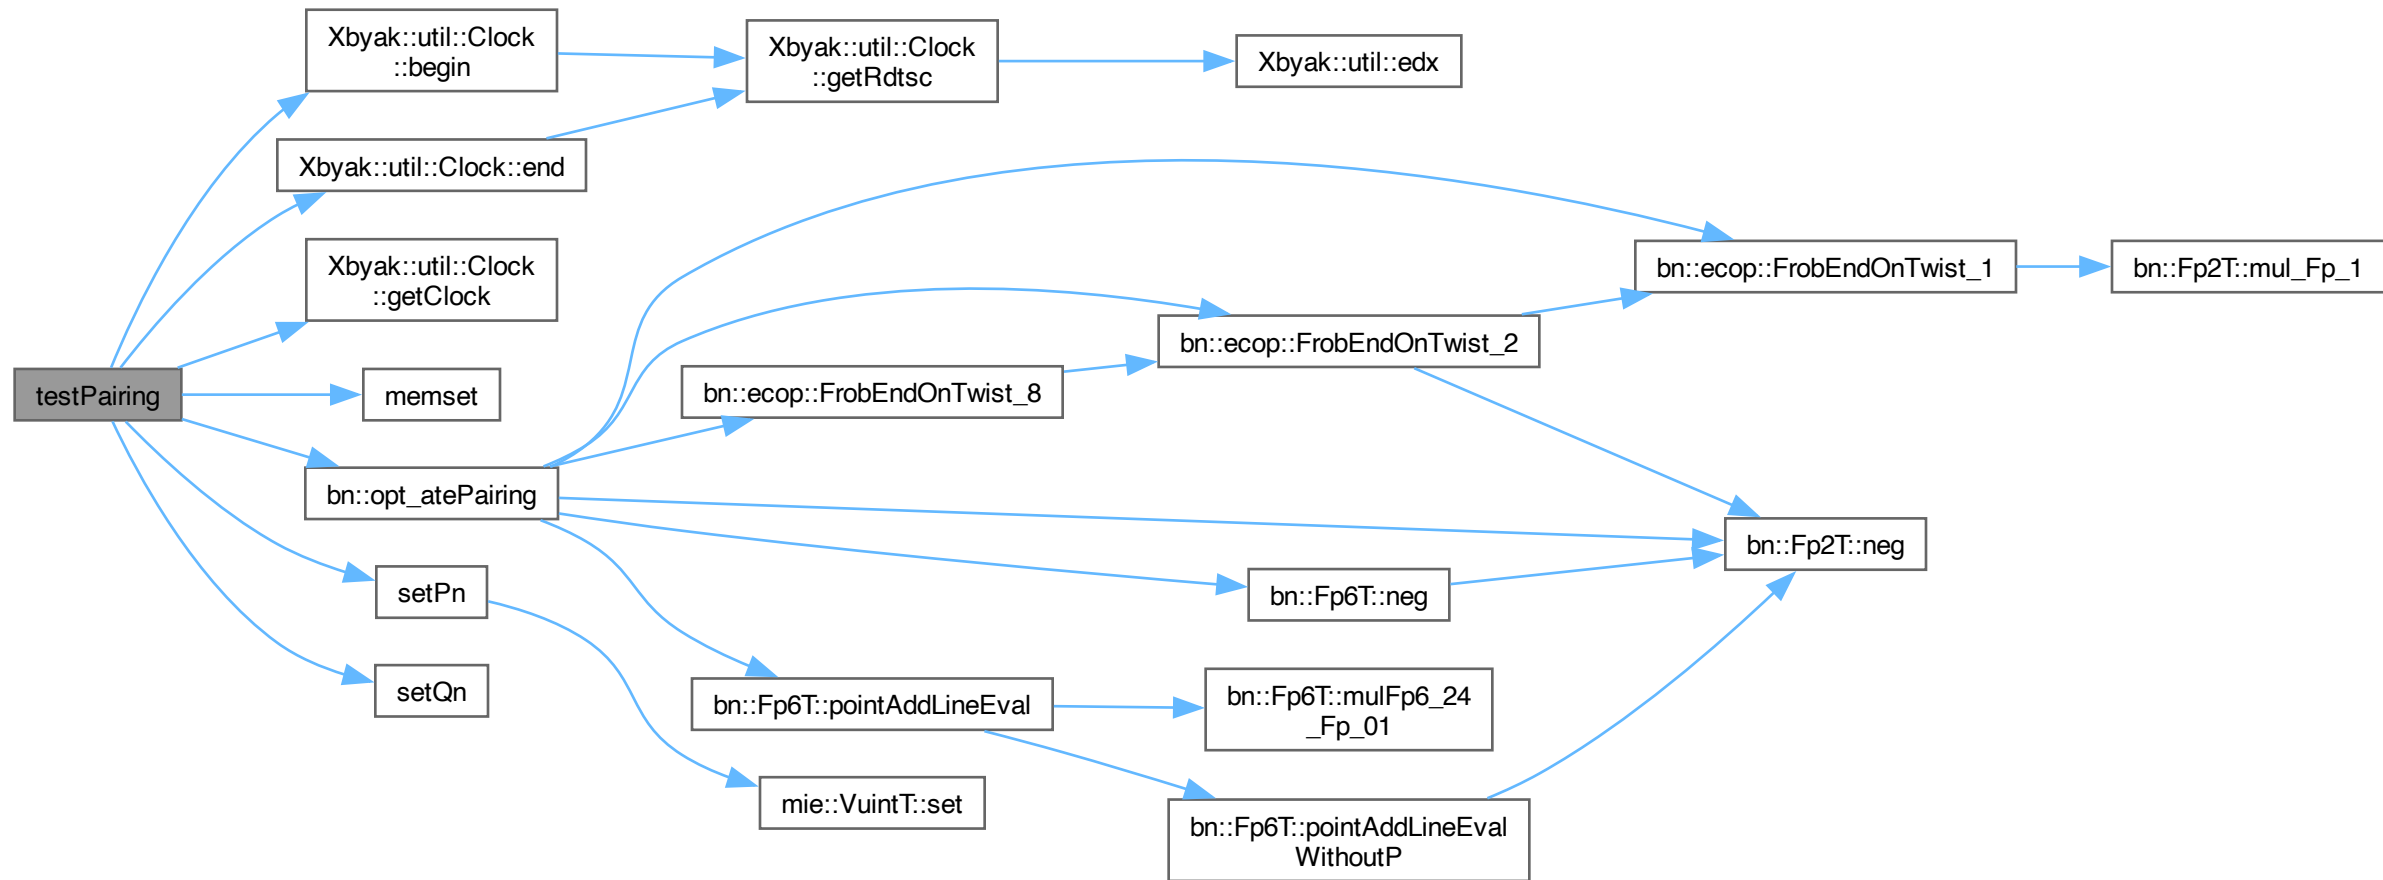 testPairing
Xbyak::util::Clock
::begin
Xbyak::util::Clock::end
Xbyak::util::Clock
::getClock
memset
bn::opt_atePairing
setPn
setQn
Xbyak::util::Clock
::getRdtsc
bn::ecop::FrobEndOnTwist_8
bn::Fp6T::pointAddLineEval
mie::VuintT::set
Xbyak::util::edx
bn::ecop::FrobEndOnTwist_2
bn::Fp6T::neg
bn::Fp6T::mulFp6_24
_Fp_01
bn::Fp6T::pointAddLineEval
WithoutP
bn::ecop::FrobEndOnTwist_1
bn::Fp2T::neg
bn::Fp2T::mul_Fp_1